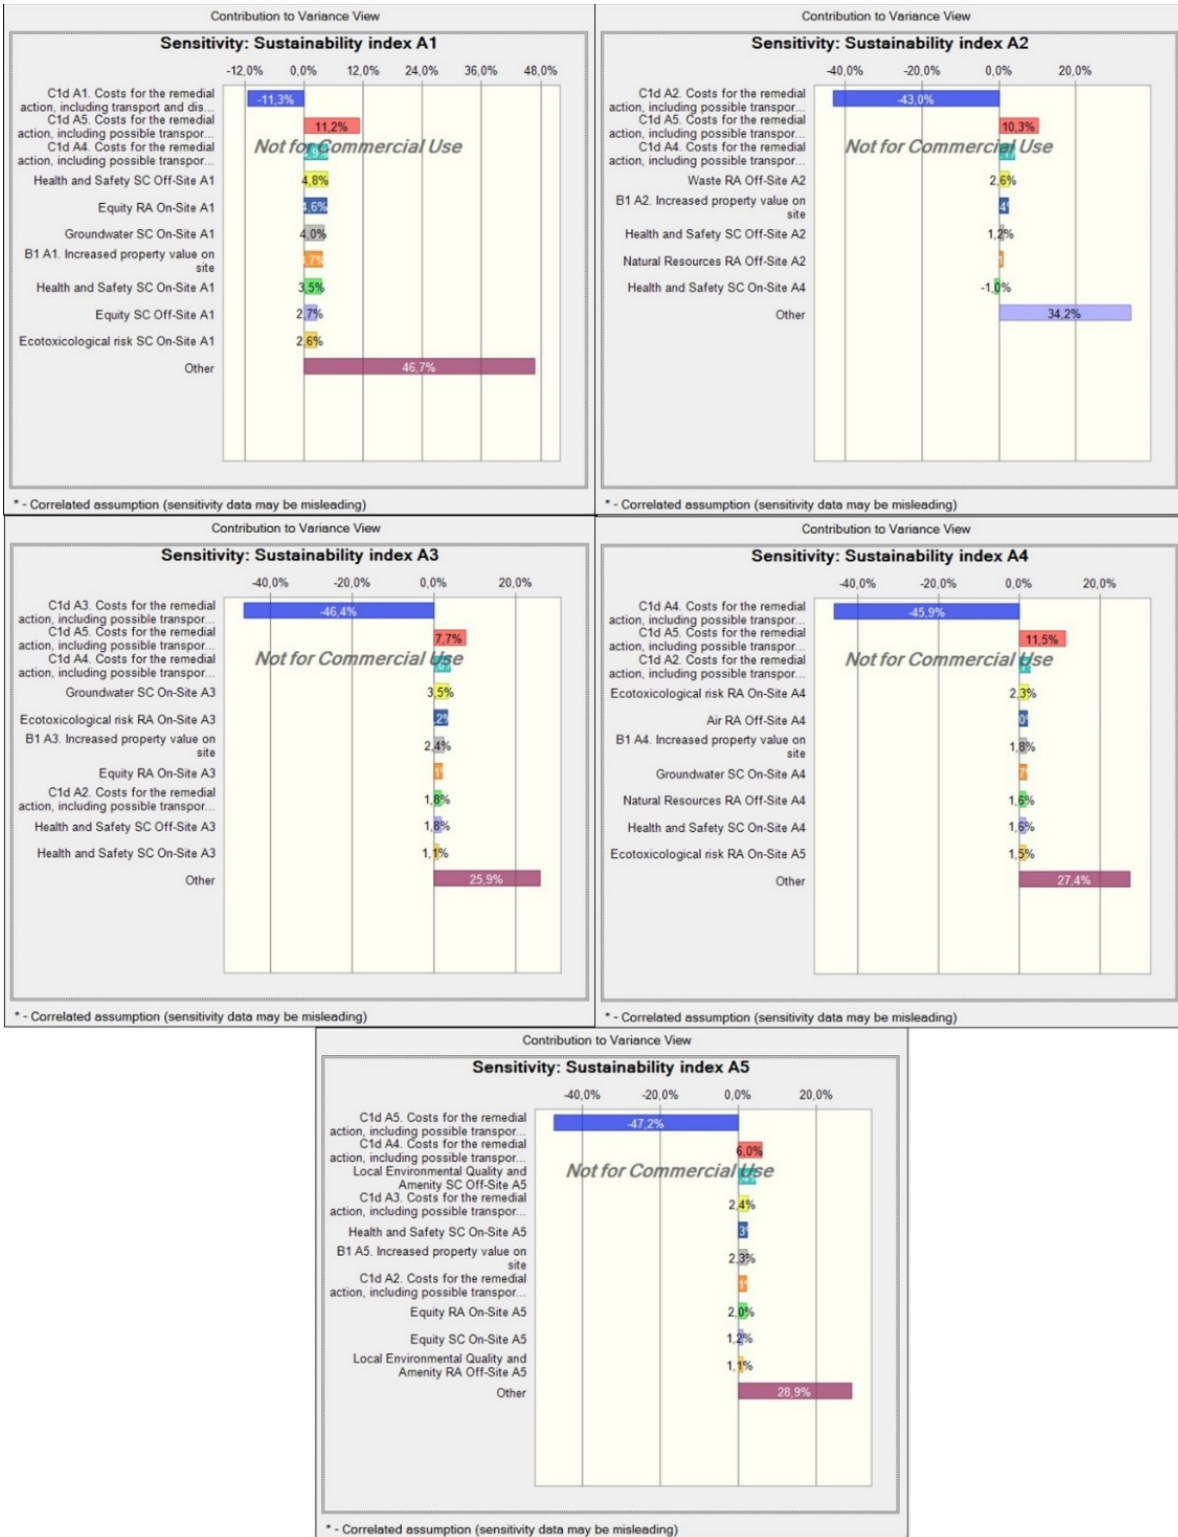 Contribution to Variance View
Sensitivity: Sustainability index A1
-12,0% 0,0% 12,0% 24,0% 36,0% 48,0%
C1d A1. Costs for the remedial
action, including transport and dis...
-11,3%
C1d A5. Costs for the remedial
action, including possible transpor...
11,2%
C1d A4. Costs for the remedial
action, including possible transpor...
Not for Commercial Use
Health and Safety SC Off-Site A1
4,8%
Equity RA On-Site A1
4,6%
Groundwater SC On-Site A1
4,0%
B1 A1. Increased property value on
site
Health and Safety SC On-Site A1
3,5%
Equity SC Off-Site A1
2,7%
Ecotoxicological risk SC On-Site A1
2,6%
Other
46,7%
* - Correlated assumption (sensitivity data may be misleading)
Contribution to Variance View
Sensitivity: Sustainability index A2
-40,0% -20,0% 0,0% 20,0%
C1d A2. Costs for the remedial
action, including possible transpor...
-43,0%
C1d A5. Costs for the remedial
action, including possible transpor...
10,3%
C1d A4. Costs for the remedial
action, including possible transpor...
Not for Commercial Use
Waste RA Off-Site A2
2,6%
B1 A2. Increased property value on
site
Health and Safety SC Off-Site A2
1,2%
Natural Resources RA Off-Site A2
Health and Safety SC On-Site A4
-1,0%
Other
34,2%
* - Correlated assumption (sensitivity data may be misleading)
Contribution to Variance View
Sensitivity: Sustainability index A3
-40,0% -20,0% 0,0% 20,0%
C1d A3. Costs for the remedial
action, including possible transpor...
-46,4%
C1d A5. Costs for the remedial
action, including possible transpor...
7,7%
C1d A4. Costs for the remedial
action, including possible transpor...
Not for Commercial Use
Groundwater SC On-Site A3
3,5%
Ecotoxicological risk RA On-Site A3
B1 A3. Increased property value on
site
2,4%
Equity RA On-Site A3
C1d A2. Costs for the remedial
action, including possible transpor...
1,8%
Health and Safety SC Off-Site A3
1,8%
Health and Safety SC On-Site A3
1,1%
Other
25,9%
* - Correlated assumption (sensitivity data may be misleading)
Contribution to Variance View
Sensitivity: Sustainability index A4
-40,0% -20,0% 0,0% 20,0%
C1d A4. Costs for the remedial
action, including possible transpor...
-45,9%
C1d A5. Costs for the remedial
action, including possible transpor...
11,5%
C1d A2. Costs for the remedial
action, including possible transpor...
Not for Commercial Use
Ecotoxicological risk RA On-Site A4
2,3%
Air RA Off-Site A4
B1 A4. Increased property value on
site
1,8%
Groundwater SC On-Site A4
Natural Resources RA Off-Site A4
1,6%
Health and Safety SC On-Site A4
1,6%
Ecotoxicological risk RA On-Site A5
1,5%
Other
27,4%
* - Correlated assumption (sensitivity data may be misleading)
Contribution to Variance View
Sensitivity: Sustainability index A5
-40,0% -20,0% 0,0% 20,0%
C1d A5. Costs for the remedial
action, including possible transpor...
-47,2%
C1d A4. Costs for the remedial
action, including possible transpor...
6,0%
Local Environmental Quality and
Amenity SC Off-Site A5
Not for Commercial Use
C1d A3. Costs for the remedial
action, including possible transpor...
2,4%
Health and Safety SC On-Site A5
B1 A5. Increased property value on
site
2,3%
C1d A2. Costs for the remedial
action, including possible transpor...
Equity RA On-Site A5
2,0%
Equity SC On-Site A5
1,2%
Local Environmental Quality and
Amenity RA Off-Site A5
1,1%
Other
28,9%
* - Correlated assumption (sensitivity data may be misleading)